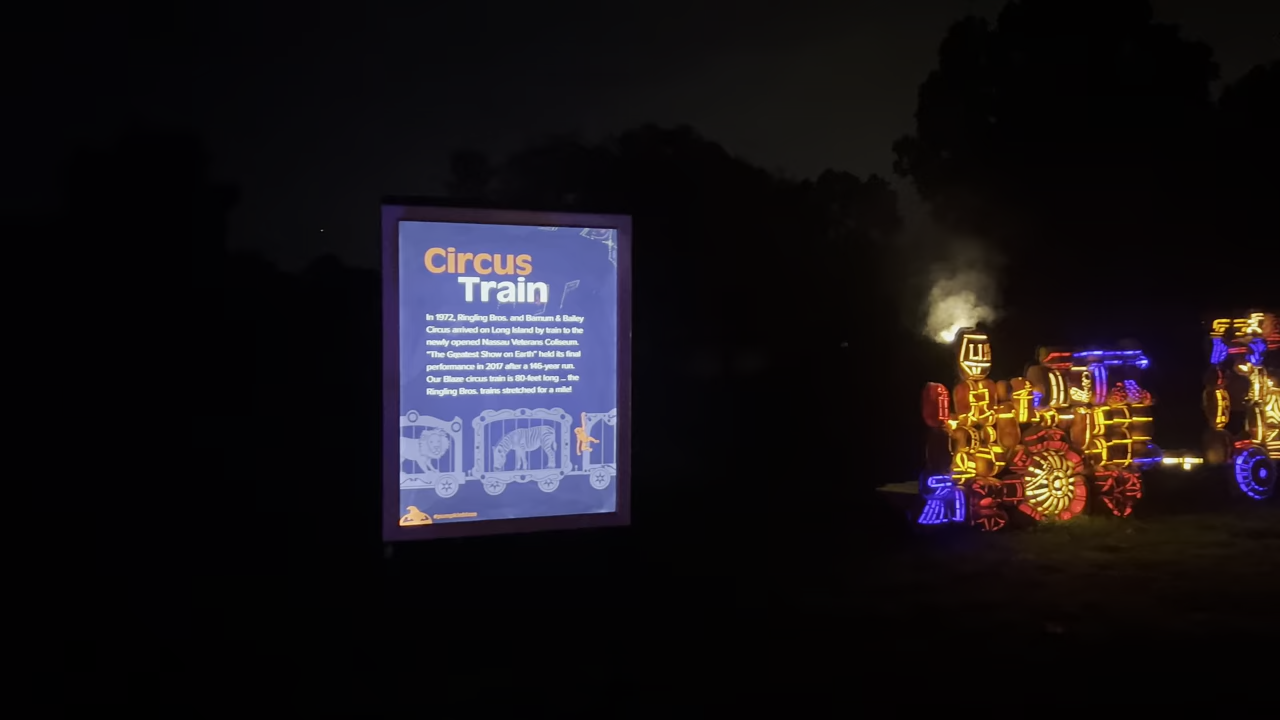 Circus
Train
In 1972, Ringling Bros. and Barnum & Bailey
Circus arrived on Long Island by train to the
newly opened Nassau Veterans Coliseum.
"The Greatest Show on Earth" held its final
performance in 2017 after a 146-year run.
Our Blaze circus train is 80-feet long ... the
Ringling Bros. trains stretched for a mile!